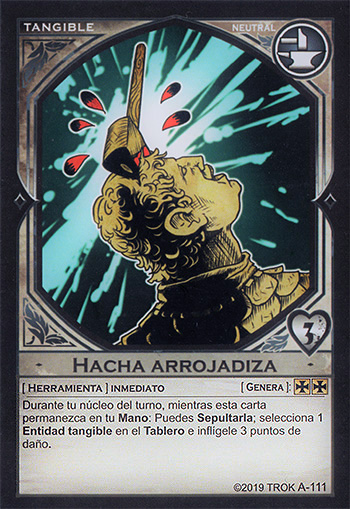 TANGIBLE
NEUTRAL
3
HACHA ARROJADIZA
[ HERRAMIENTA ] INMEDIATO [ GENERA ]:
Durante tu núcleo del turno, mientras esta carta
permanezca en tu Mano: Puedes Sepultarla; selecciona 1
Entidad tangible en el Tablero e infligele 3 puntos de
daño.
©2019 TROK A-111